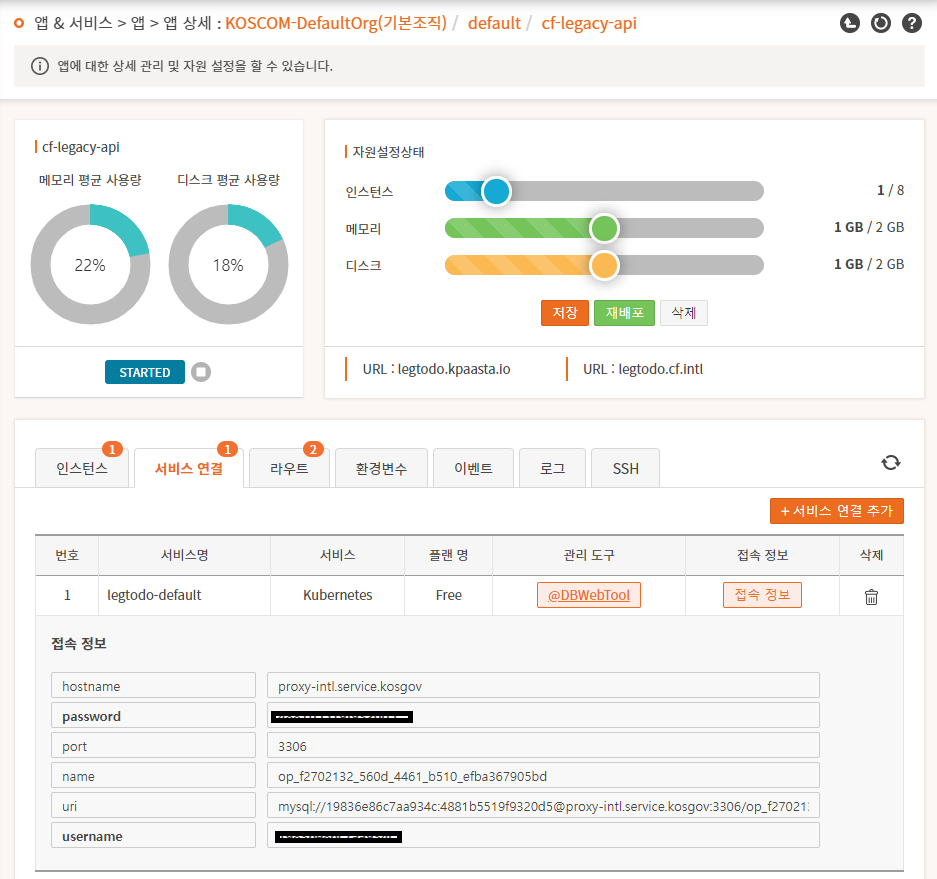 앱 & 서비스 > 앱 > 앱 상세 : KOSCOM-DefaultOrg(기본조직) / default / cf-legacy-api
앱에 대한 상세 관리 및 자원 설정을 할 수 있습니다.
cf-legacy-api
메모리 평균 사용량 디스크 평균 사용량
22% 18%
STARTED
자원설정상태
인스턴스 1 / 8
메모리 1 GB / 2 GB
디스크 1 GB / 2 GB
저장 재배포 삭제
URL : legtodo.kpaasta.io URL : legtodo.cf.intl
1 1 2
인스턴스 서비스 연결 라우트 환경변수 이벤트 로그 SSH
+ 서비스 연결 추가
번호 서비스명 서비스 플랜 명 관리 도구 접속 정보 삭제
1 legtodo-default Kubernetes Free @DBWebTool 접속 정보
접속 정보
hostname proxy-intl.service.kosgov
password
port 3306
name op_f2702132_560d_4461_b510_efba367905bd
uri mysql://19836e86c7aa934c:4881b5519f9320d5@proxy-intl.service.kosgov:3306/op_f27021
username